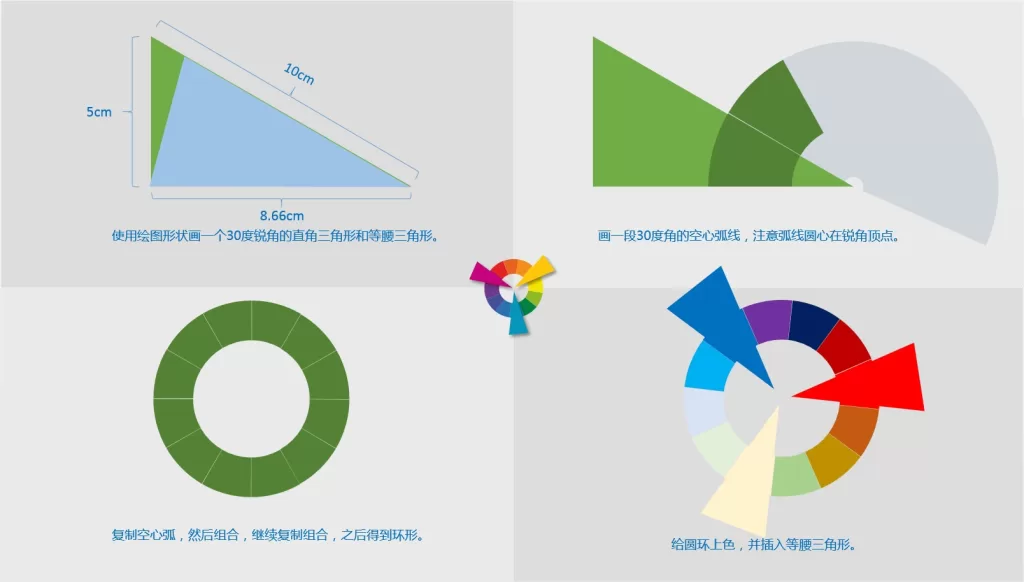 10cm
5cm
8.66cm
使用绘图形状画一个30度锐角的直角三角形和等腰三角形。
画一段30度角的空心弧线，注意弧线圆心在锐角顶点。
复制空心弧，然后组合，继续复制组合，之后得到环形。
给圆环上色，并插入等腰三角形。